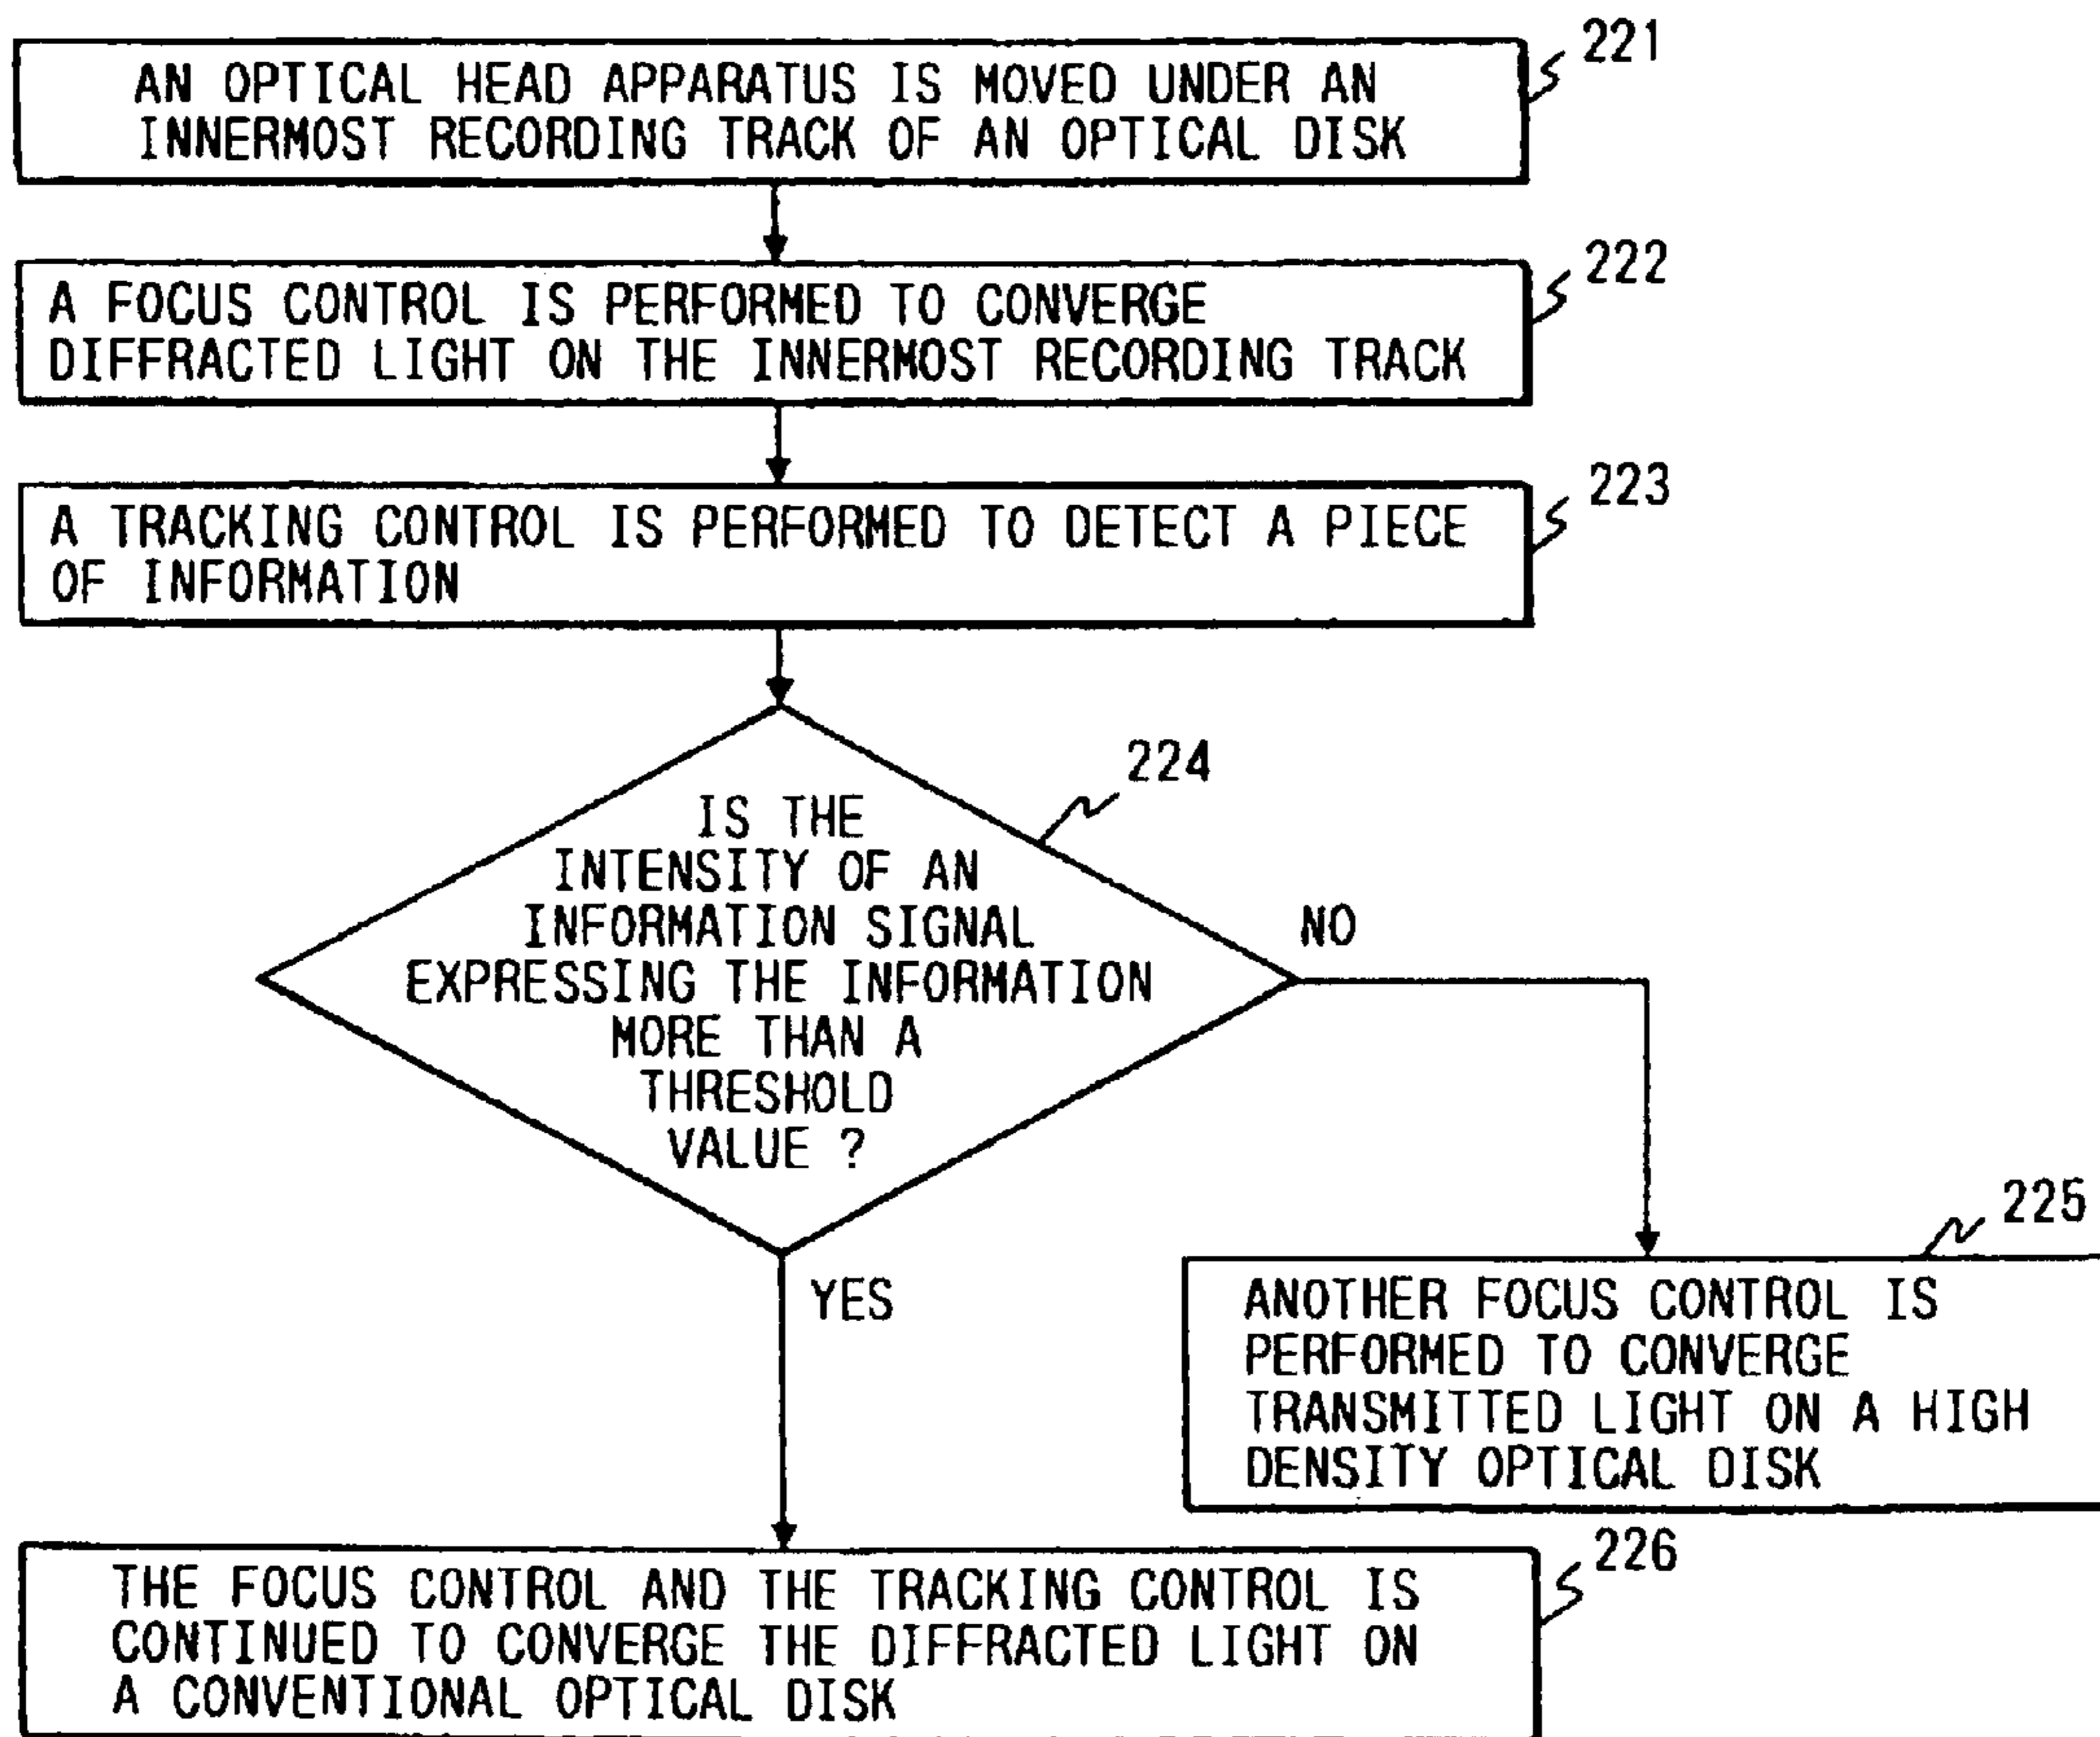 221
AN OPTICAL HEAD APPARATUS IS MOVED UNDER AN
INNERMOST RECORDING TRACK OF AN OPTICAL DISK
222
A FOCUS CONTROL IS PERFORMED TO CONVERGE
DIFFRACTED LIGHT ON THE INNERMOST RECORDING TRACK
223
A TRACKING CONTROL IS PERFORMED TO DETECT A PIECE
OF INFORMATION
224
IS THE
INTENSITY OF AN
INFORMATION SIGNAL
EXPRESSING THE INFORMATION
MORE THAN A
THRESHOLD
VALUE ?
NO
YES
225
ANOTHER FOCUS CONTROL IS
PERFORMED TO CONVERGE
TRANSMITTED LIGHT ON A HIGH
DENSITY OPTICAL DISK
226
THE FOCUS CONTROL AND THE TRACKING CONTROL IS
CONTINUED TO CONVERGE THE DIFFRACTED LIGHT ON
A CONVENTIONAL OPTICAL DISK